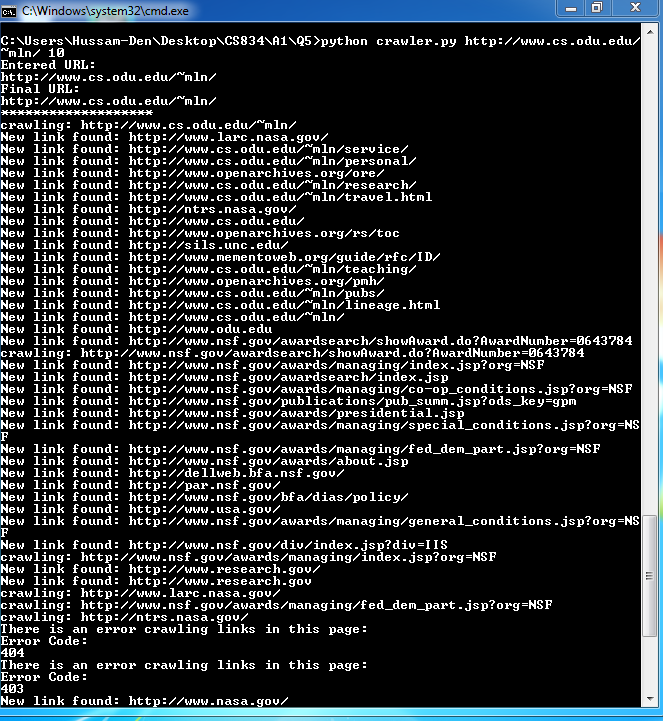 C:\Windows\system32\cmd.exe
C:\Users\Hussam-Den\Desktop\CS834\A1\Q5>python crawler.py http://www.cs.odu.edu/
~mln/ 10
Entered URL:
http://www.cs.odu.edu/~mln/
Final URL:
http://www.cs.odu.edu/~mln/
*******************
crawling: http://www.cs.odu.edu/~mln/
New link found: http://www.larc.nasa.gov/
New link found: http://www.cs.odu.edu/~mln/service/
New link found: http://www.cs.odu.edu/~mln/personal/
New link found: http://www.openarchives.org/ore/
New link found: http://www.cs.odu.edu/~mln/research/
New link found: http://www.cs.odu.edu/~mln/travel.html
New link found: http://ntrs.nasa.gov/
New link found: http://www.cs.odu.edu/
New link found: http://www.openarchives.org/rs/toc
New link found: http://sils.unc.edu/
New link found: http://www.mementoweb.org/guide/rfc/ID/
New link found: http://www.cs.odu.edu/~mln/teaching/
New link found: http://www.openarchives.org/pmh/
New link found: http://www.cs.odu.edu/~mln/pubs/
New link found: http://www.cs.odu.edu/~mln/lineage.html
New link found: http://www.cs.odu.edu/~mln/
New link found: http://www.odu.edu
New link found: http://www.nsf.gov/awardsearch/showAward.do?AwardNumber=0643784
crawling: http://www.nsf.gov/awardsearch/showAward.do?AwardNumber=0643784
New link found: http://www.nsf.gov/awards/managing/index.jsp?org=NSF
New link found: http://www.nsf.gov/awardsearch/index.jsp
New link found: http://www.nsf.gov/awards/managing/co-op_conditions.jsp?org=NSF
New link found: http://www.nsf.gov/publications/pub_summ.jsp?ods_key=gpm
New link found: http://www.nsf.gov/awards/presidential.jsp
New link found: http://www.nsf.gov/awards/managing/special_conditions.jsp?org=NS
F
New link found: http://www.nsf.gov/awards/managing/fed_dem_part.jsp?org=NSF
New link found: http://www.nsf.gov/awards/about.jsp
New link found: http://dellweb.bfa.nsf.gov/
New link found: http://par.nsf.gov/
New link found: http://www.nsf.gov/bfa/dias/policy/
New link found: http://www.usa.gov/
New link found: http://www.nsf.gov/awards/managing/general_conditions.jsp?org=NS
F
New link found: http://www.nsf.gov/div/index.jsp?div=IIS
crawling: http://www.nsf.gov/awards/managing/index.jsp?org=NSF
New link found: http://www.research.gov/
New link found: http://www.research.gov
crawling: http://www.larc.nasa.gov/
crawling: http://www.nsf.gov/awards/managing/fed_dem_part.jsp?org=NSF
crawling: http://ntrs.nasa.gov/
There is an error crawling links in this page:
Error Code:
404
There is an error crawling links in this page:
Error Code:
403
New link found: http://www.nasa.gov/